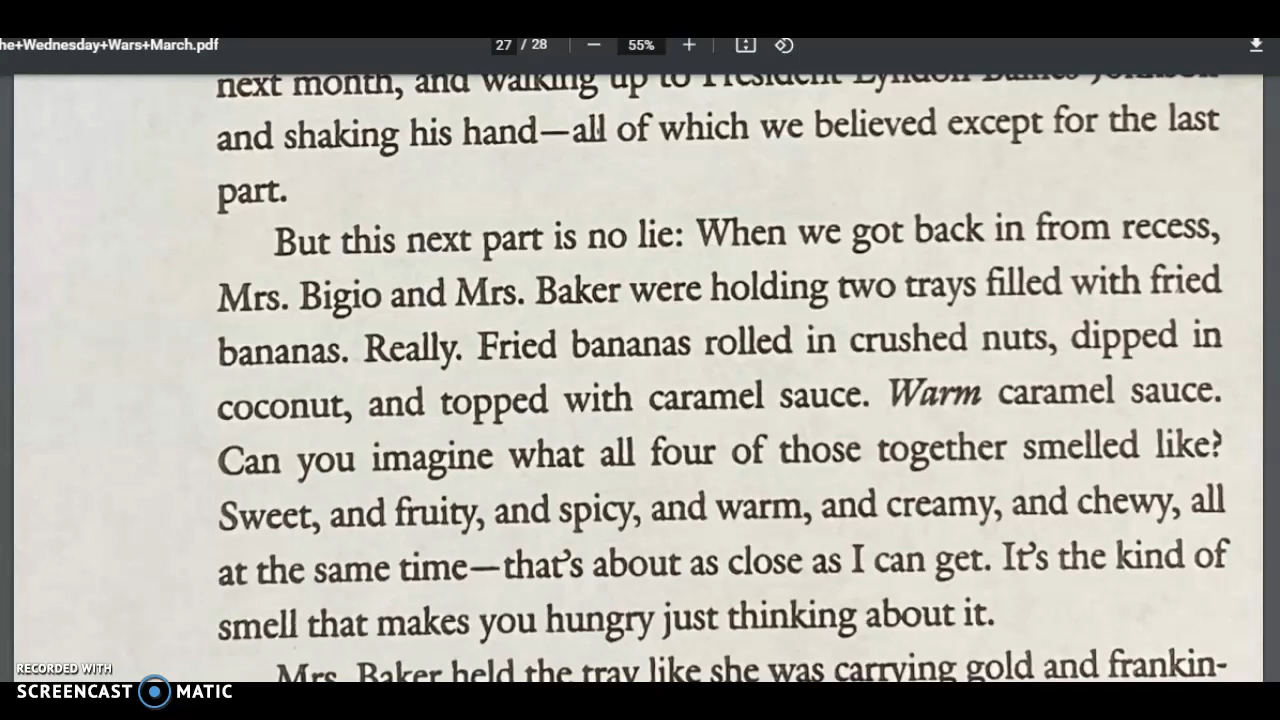 he+Wednesday+Wars+March.pdf
27 / 28
55%
next month, and walking up to President Lyndon Baines Johnson
and shaking his hand—all of which we believed except for the last
part.
But this next part is no lie: When we got back in from recess,
Mrs. Bigio and Mrs. Baker were holding two trays filled with fried
bananas. Really. Fried bananas rolled in crushed nuts, dipped in
coconut, and topped with caramel sauce. Warm caramel sauce.
Can you imagine what all four of those together smelled like?
Sweet, and fruity, and spicy, and warm, and creamy, and chewy, all
at the same time—that's about as close as I can get. It's the kind of
smell that makes you hungry just thinking about it.
Mrs. Baker held the tray like she was carrying gold and frankin-
RECORDED WITH
SCREENCAST MATIC